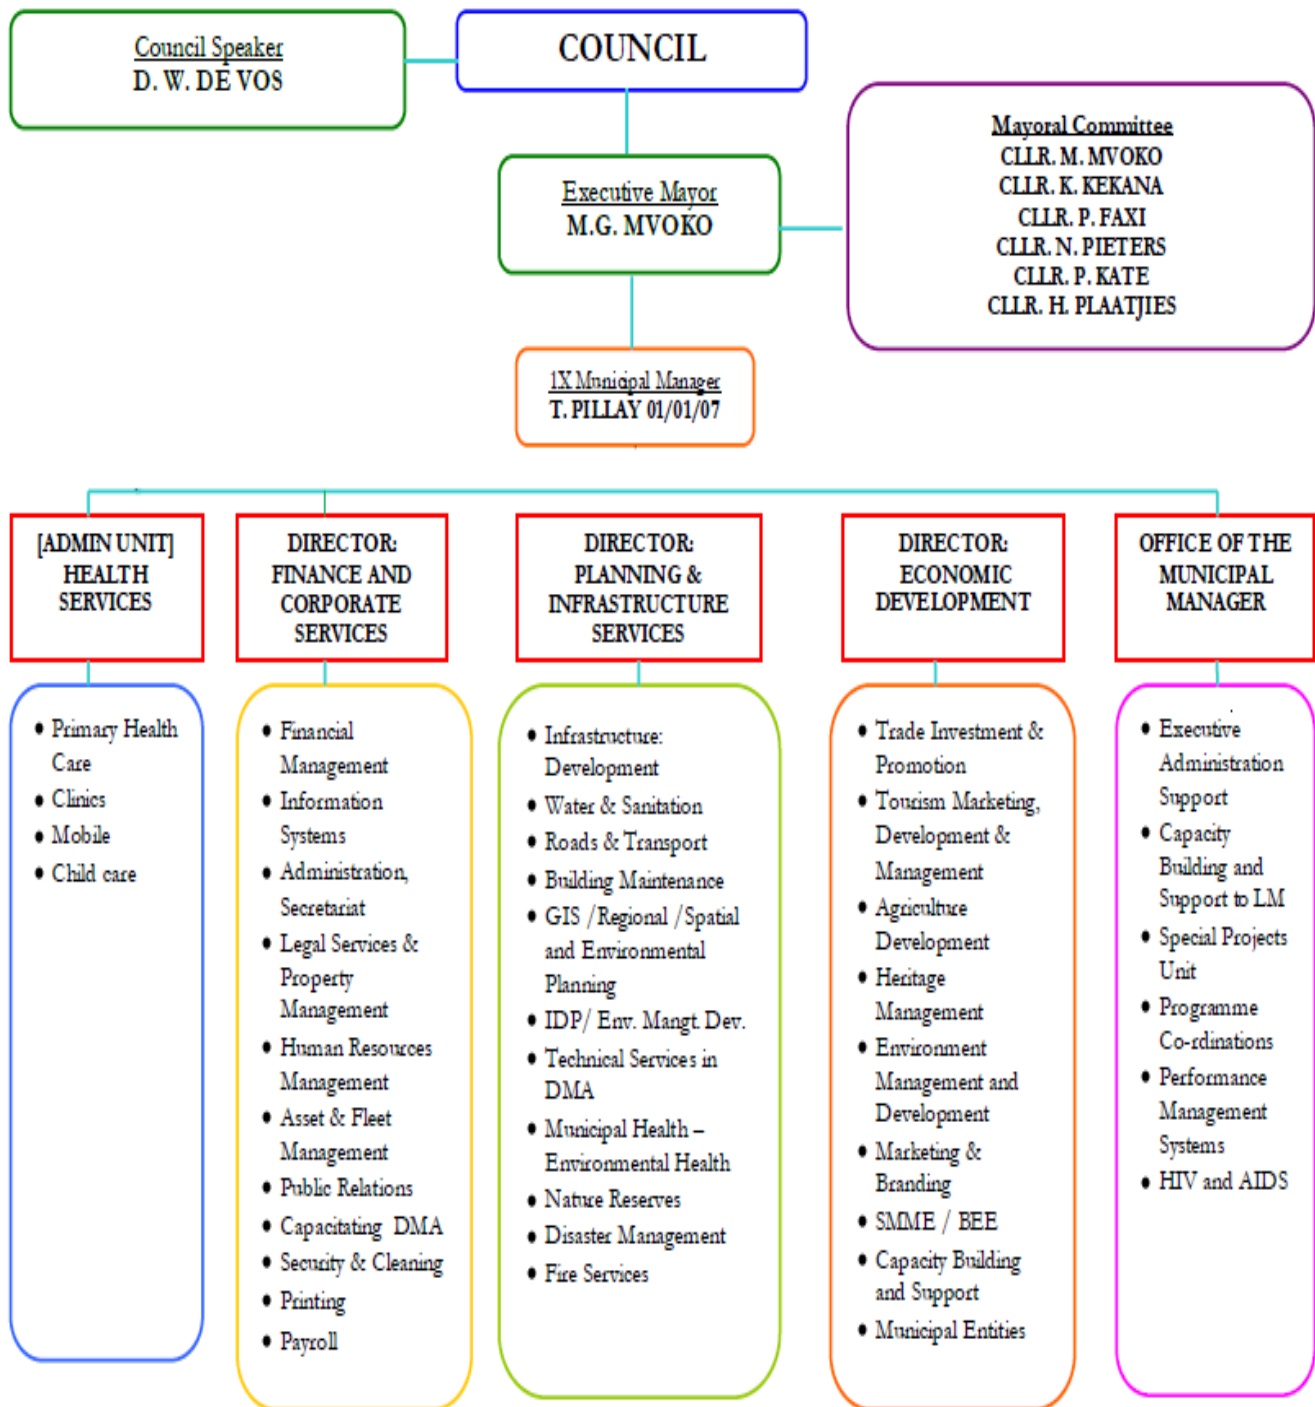 Council Speaker
D. W. DE VOS
COUNCIL
Mayoral Committee
CLLR. M. MVOKO
CLLR. K. KEKANA
CLLR. P. FAXI
CLLR. N. PIETERS
CLLR. P. KATE
CLLR. H. PLAATJIES
Executive Mayor
M.G. MVOKO
1X Municipal Manager
T. PILLAY 01/01/07
[ADMIN UNIT]
HEALTH
SERVICES
DIRECTOR:
FINANCE AND
CORPORATE
SERVICES
DIRECTOR:
PLANNING &
INFRASTRUCTURE
SERVICES
DIRECTOR:
ECONOMIC
DEVELOPMENT
OFFICE OF THE
MUNICIPAL
MANAGER
• Primary Health
Care
• Clinics
• Mobile
• Child care
• Financial
Management
• Information
Systems
• Administration,
Secretariat
• Legal Services &
Property
Management
• Human Resources
Management
• Asset & Fleet
Management
• Public Relations
• Capacitating DMA
• Security & Cleaning
• Printing
• Payroll
• Infrastructure:
Development
• Water & Sanitation
• Roads & Transport
• Building Maintenance
• GIS /Regional /Spatial
and Environmental
Planning
• IDP/ Env. Mangt. Dev.
• Technical Services in
DMA
• Municipal Health –
Environmental Health
• Nature Reserves
• Disaster Management
• Fire Services
• Trade Investment &
Promotion
• Tourism Marketing,
Development &
Management
• Agriculture
Development
• Heritage
Management
• Environment
Management and
Development
• Marketing &
Branding
• SMME / BEE
• Capacity Building
and Support
• Municipal Entities
• Executive
Administration
Support
• Capacity
Building and
Support to LM
• Special Projects
Unit
• Programme
Co-rdinations
• Performance
Management
Systems
• HIV and AIDS